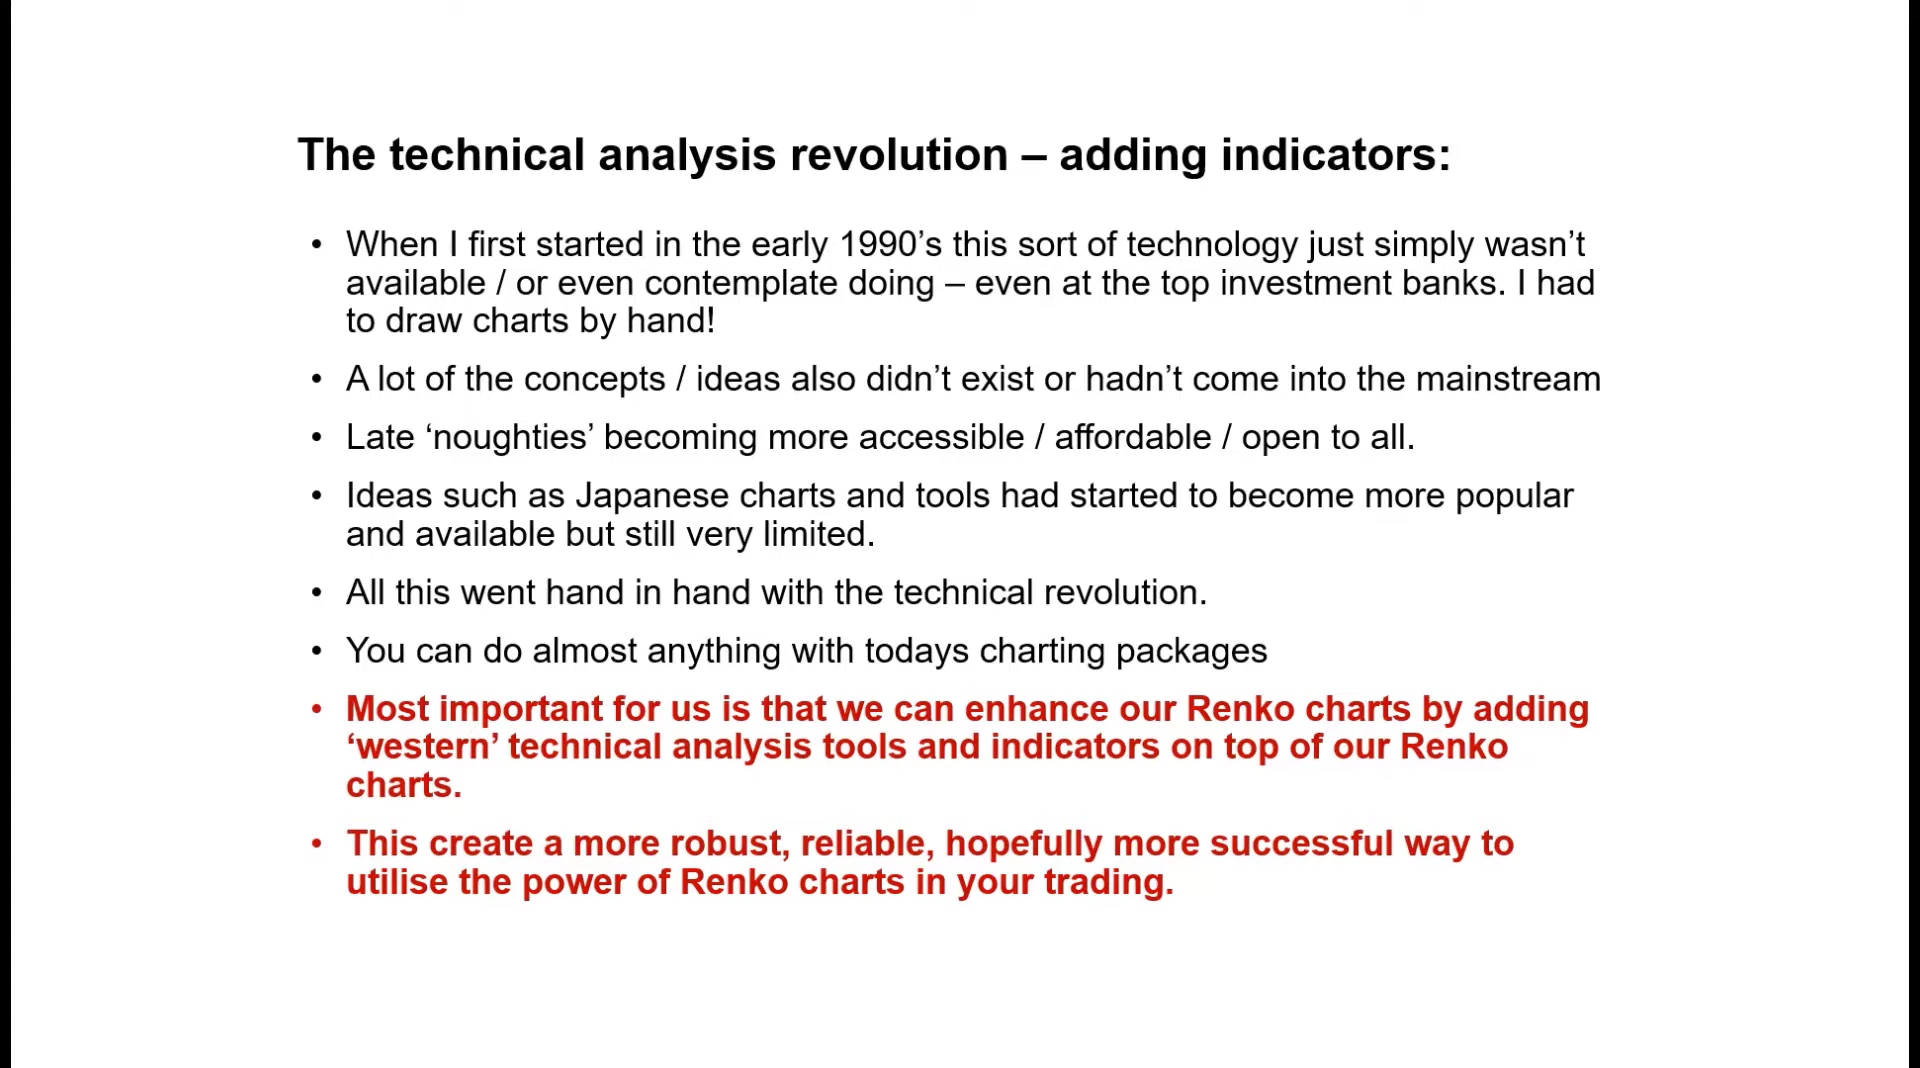 The technical analysis revolution – adding indicators:
• When I first started in the early 1990’s this sort of technology just simply wasn’t
available / or even contemplate doing – even at the top investment banks. I had
to draw charts by hand!
• A lot of the concepts / ideas also didn’t exist or hadn’t come into the mainstream
• Late ‘noughties’ becoming more accessible / affordable / open to all.
• Ideas such as Japanese charts and tools had started to become more popular
and available but still very limited.
• All this went hand in hand with the technical revolution.
• You can do almost anything with todays charting packages
• Most important for us is that we can enhance our Renko charts by adding
‘western’ technical analysis tools and indicators on top of our Renko
charts.
• This create a more robust, reliable, hopefully more successful way to
utilise the power of Renko charts in your trading.